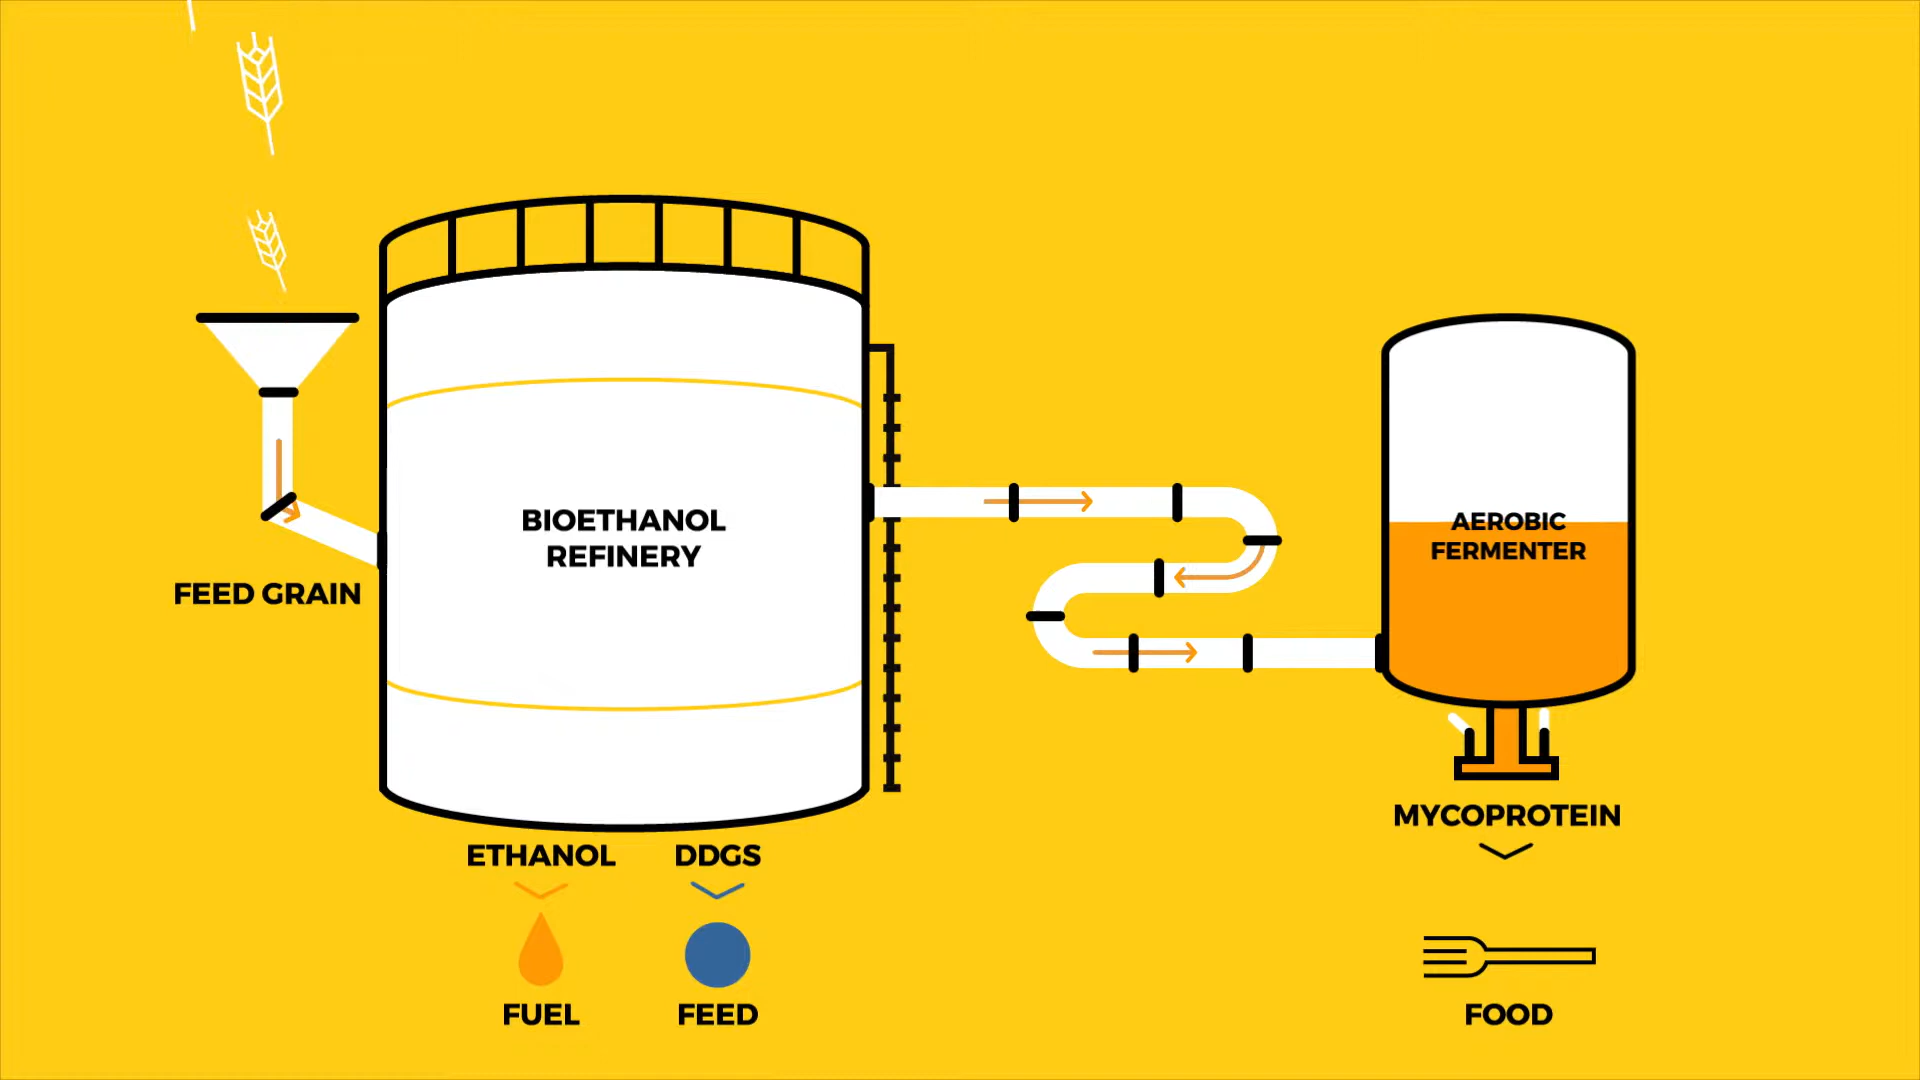 FEED GRAIN
BIOETHANOL
REFINERY
AEROBIC
FERMENTER
MYCOPROTEIN
ETHANOL
DDGS
FUEL
FEED
FOOD